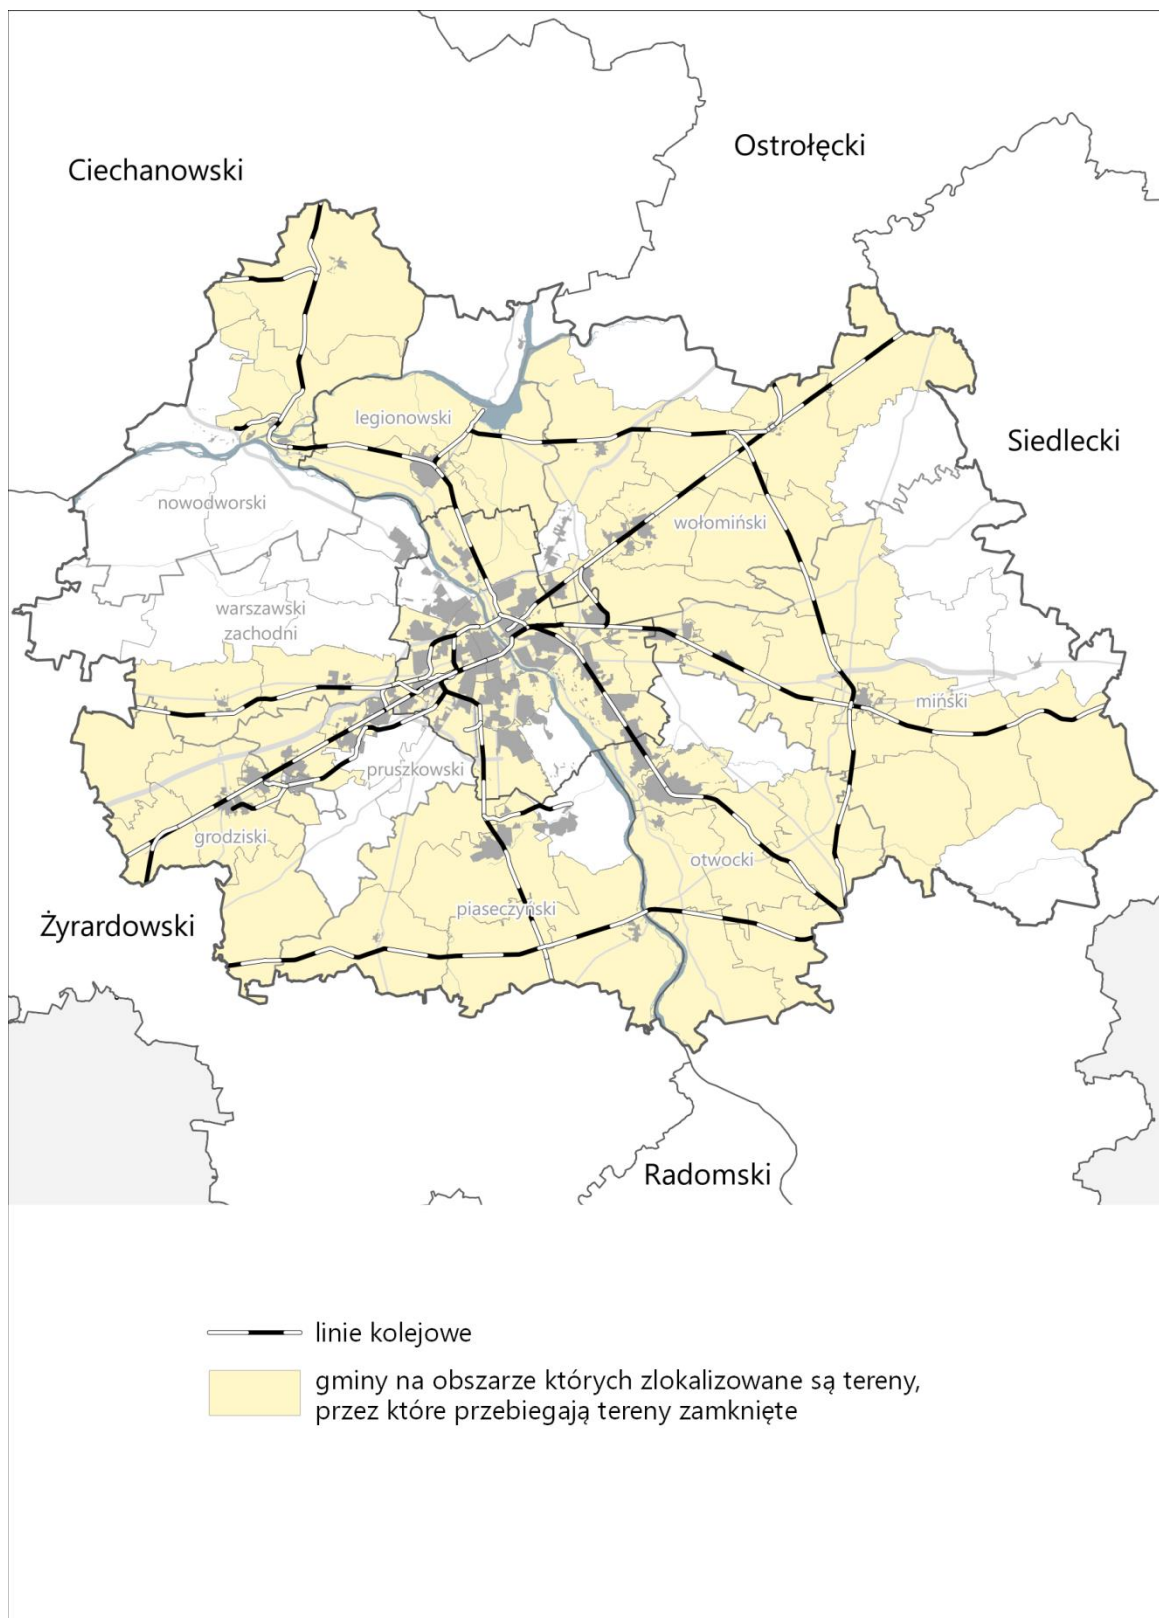 Ostrołęcki
Ciechanowski
legionowski
Siedlecki
nowodworski
wołomiński
warszawski
zachodni
miński
pruszkowski
grodziski
otwocki
piaseczyński
Żyrardowski
Radomski
linie kolejowe
gminy na obszarze których zlokalizowane są tereny,
przez które przebiegają tereny zamknięte